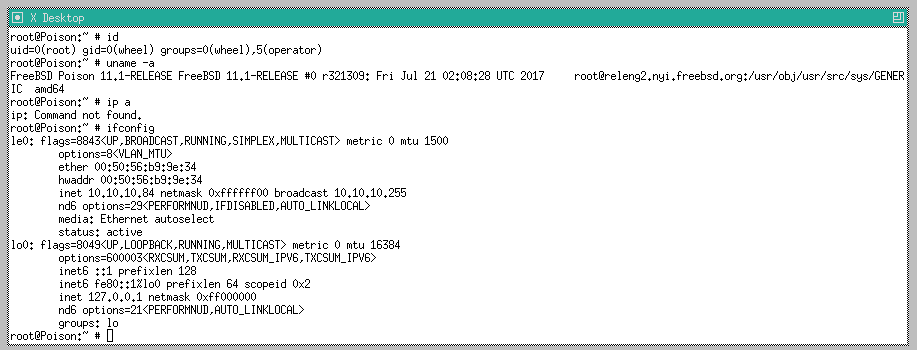 X Desktop
root@Poison:~ # id
uid=0(root) gid=0(wheel) groups=0(wheel),5(operator)
root@Poison:~ # uname -a
FreeBSD Poison 11.1-RELEASE FreeBSD 11.1-RELEASE #0 r321309: Fri Jul 21 02:08:28 UTC 2017     root@releng2.nyi.freebsd.org:/usr/obj/usr/src/sys/GENER
IC  amd64
root@Poison:~ # ip a
ip: Command not found.
root@Poison:~ # ifconfig
le0: flags=8843<UP,BROADCAST,RUNNING,SIMPLEX,MULTICAST> metric 0 mtu 1500
        options=8<VLAN_MTU>
        ether 00:50:56:b9:9e:34
        hwaddr 00:50:56:b9:9e:34
        inet 10.10.10.84 netmask 0xffffff00 broadcast 10.10.10.255
        nd6 options=29<PERFORMNUD,IFDISABLED,AUTO_LINKLOCAL>
        media: Ethernet autoselect
        status: active
lo0: flags=8049<UP,LOOPBACK,RUNNING,MULTICAST> metric 0 mtu 16384
        options=600003<RXCSUM,TXCSUM,RXCSUM_IPV6,TXCSUM_IPV6>
        inet6 ::1 prefixlen 128
        inet6 fe80::1%lo0 prefixlen 64 scopeid 0x2
        inet 127.0.0.1 netmask 0xff000000
        nd6 options=21<PERFORMNUD,AUTO_LINKLOCAL>
        groups: lo
root@Poison:~ #